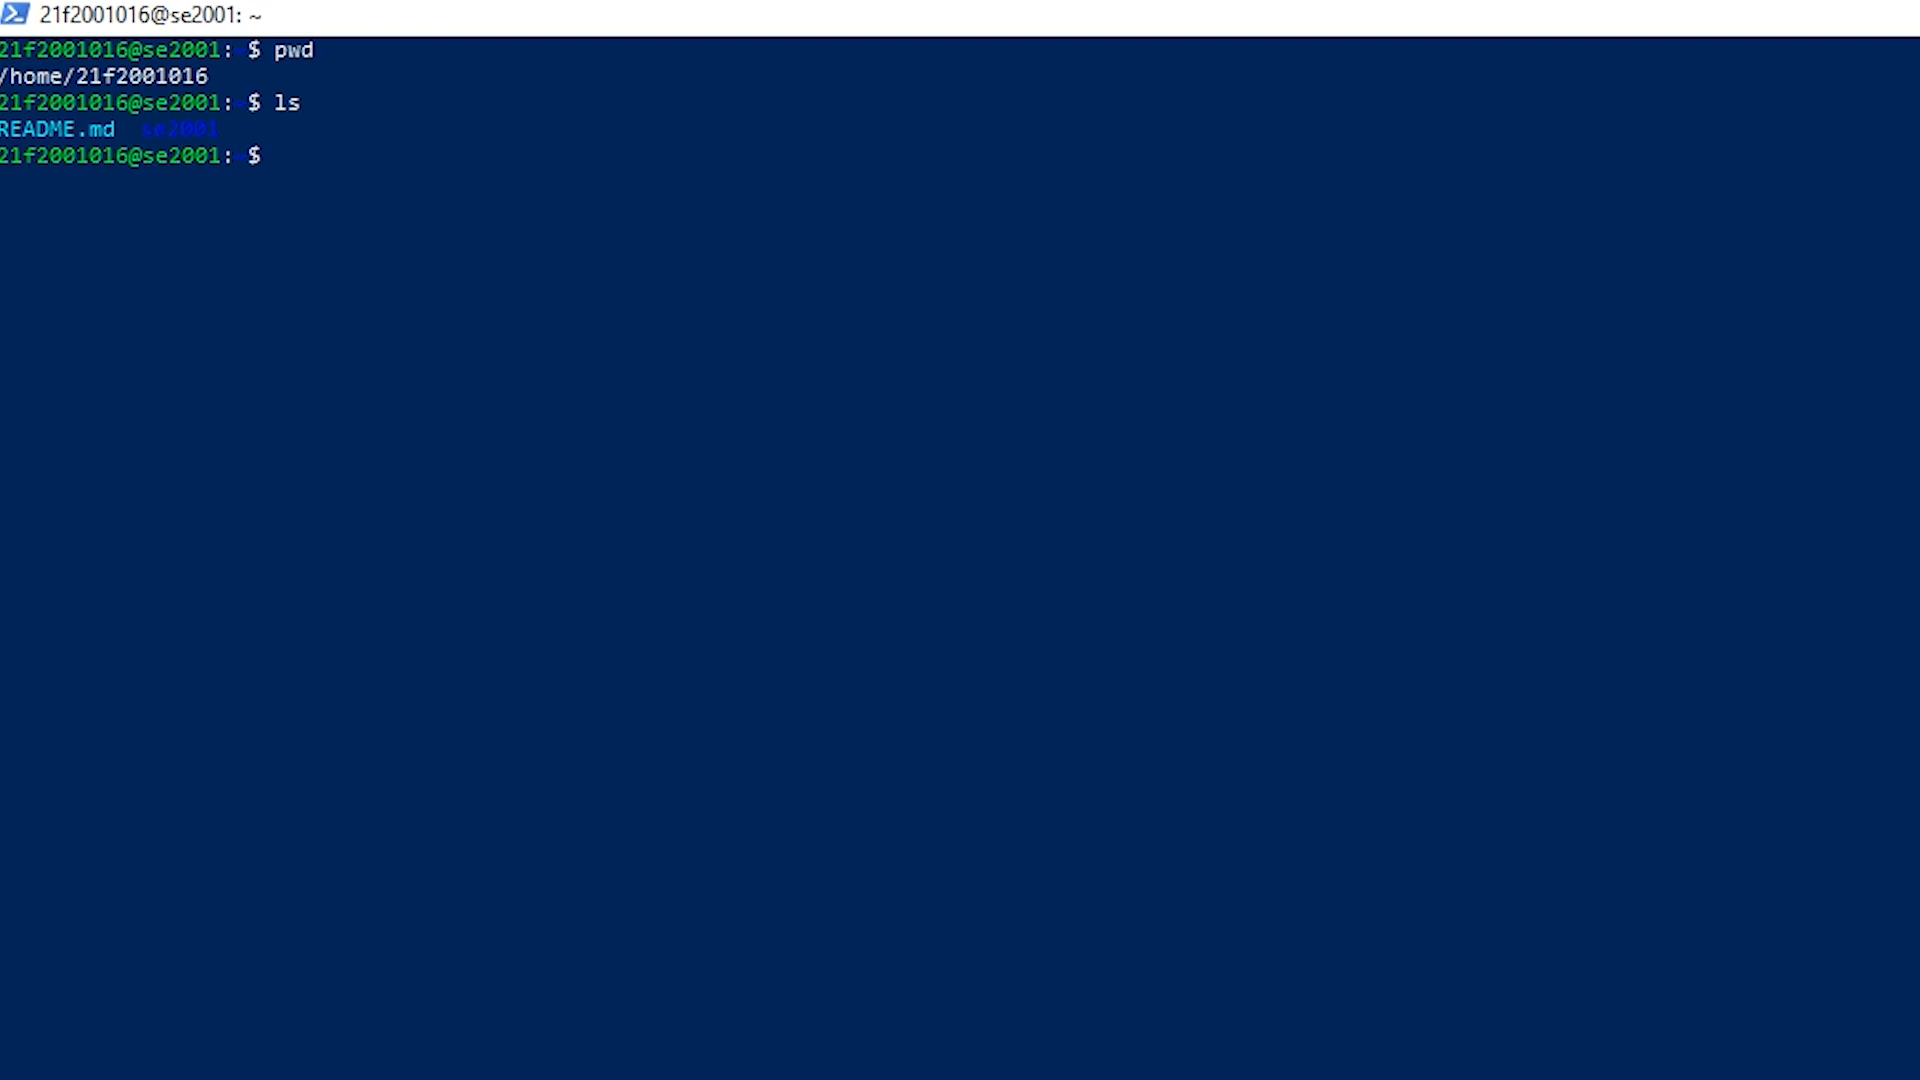 21f2001016@se2001: ~
21f2001016@se2001:~$ pwd
/home/21f2001016
21f2001016@se2001:~$ ls
README.md  se2001
21f2001016@se2001:~$